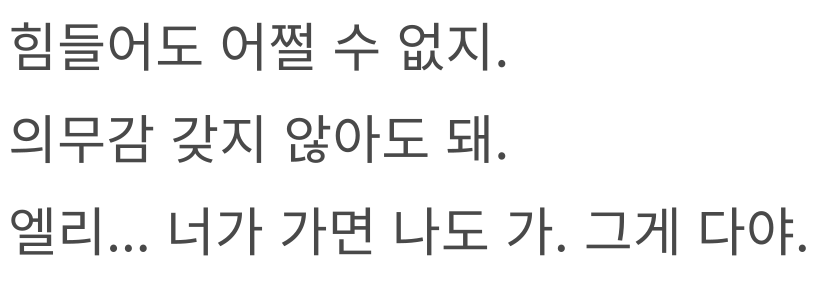 힘들어도 어쩔 수 없지.
의무감 갖지 않아도 돼.
엘리... 너가 가면 나도 가. 그게 다야.